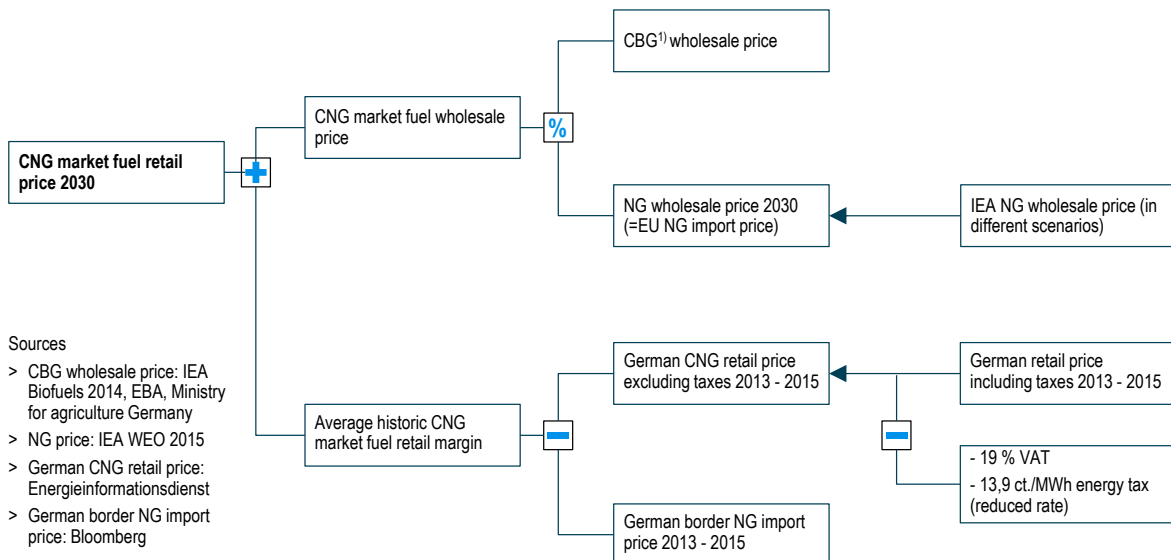 CBG1) wholesale price
CNG market fuel wholesale
price
%
CNG market fuel retail
price 2030
NG wholesale price 2030
(=EU NG import price)
IEA NG wholesale price (in
different scenarios)
Sources
> CBG wholesale price: IEA
Biofuels 2014, EBA, Ministry
for agriculture Germany
> NG price: IEA WEO 2015
> German CNG retail price:
Energieinformationsdienst
> German border NG import
price: Bloomberg
German CNG retail price
excluding taxes 2013 - 2015
German retail price
including taxes 2013 - 2015
Average historic CNG
market fuel retail margin
- 19 % VAT
- 13,9 ct./MWh energy tax
(reduced rate)
German border NG import
price 2013 - 2015